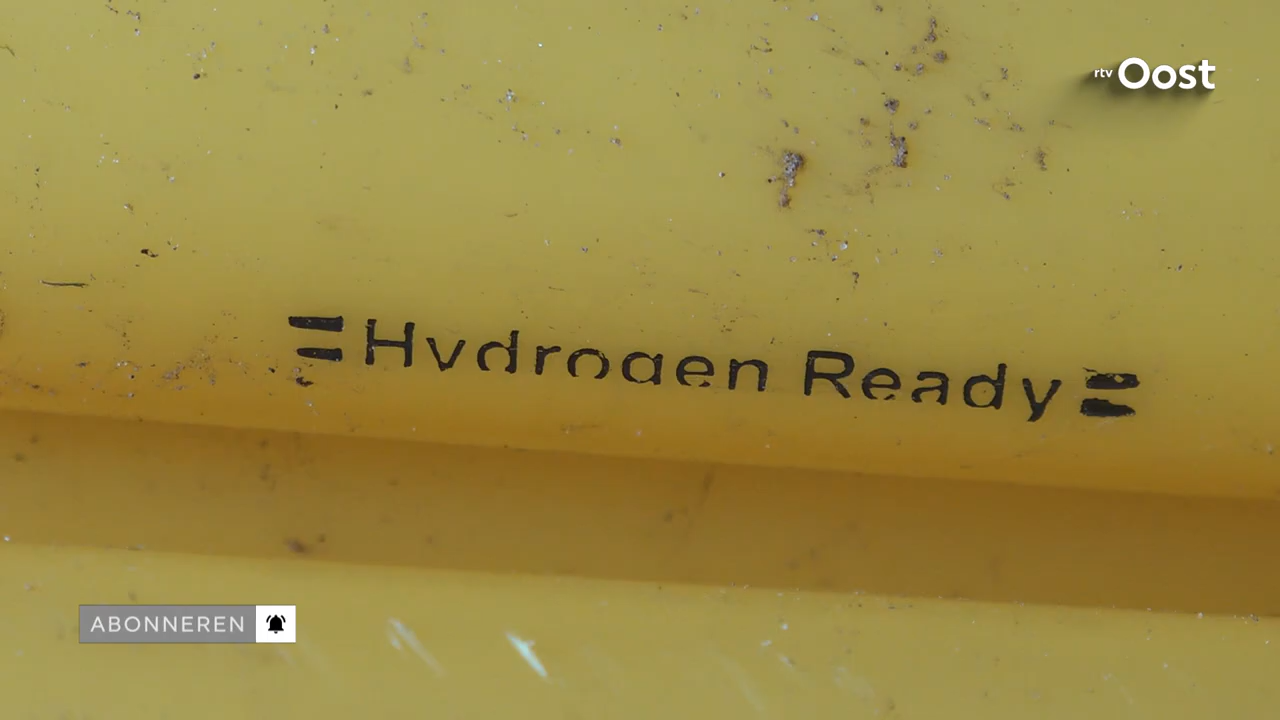 rtv Oost
= Hydrogen Ready =
ABONNEREN